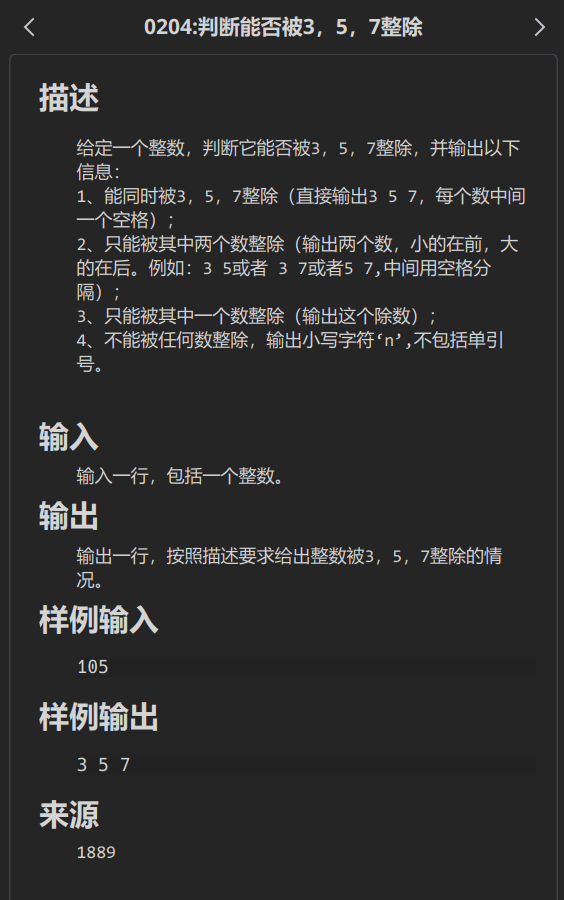 0204:判断能否被3，5，7整除
描述
给定一个整数，判断它能否被3，5，7整除，并输出以下
信息：
1、能同时被3，5，7整除（直接输出3 5 7，每个数中间
一个空格）；
2、只能被其中两个数整除（输出两个数，小的在前，大
的在后。例如：3 5或者 3 7或者5 7,中间用空格分
隔）；
3、只能被其中一个数整除（输出这个除数）；
4、不能被任何数整除，输出小写字符‘n’,不包括单引
号。
输入
输入一行，包括一个整数。
输出
输出一行，按照描述要求给出整数被3，5，7整除的情
况。
样例输入
105
样例输出
3 5 7
来源
1889